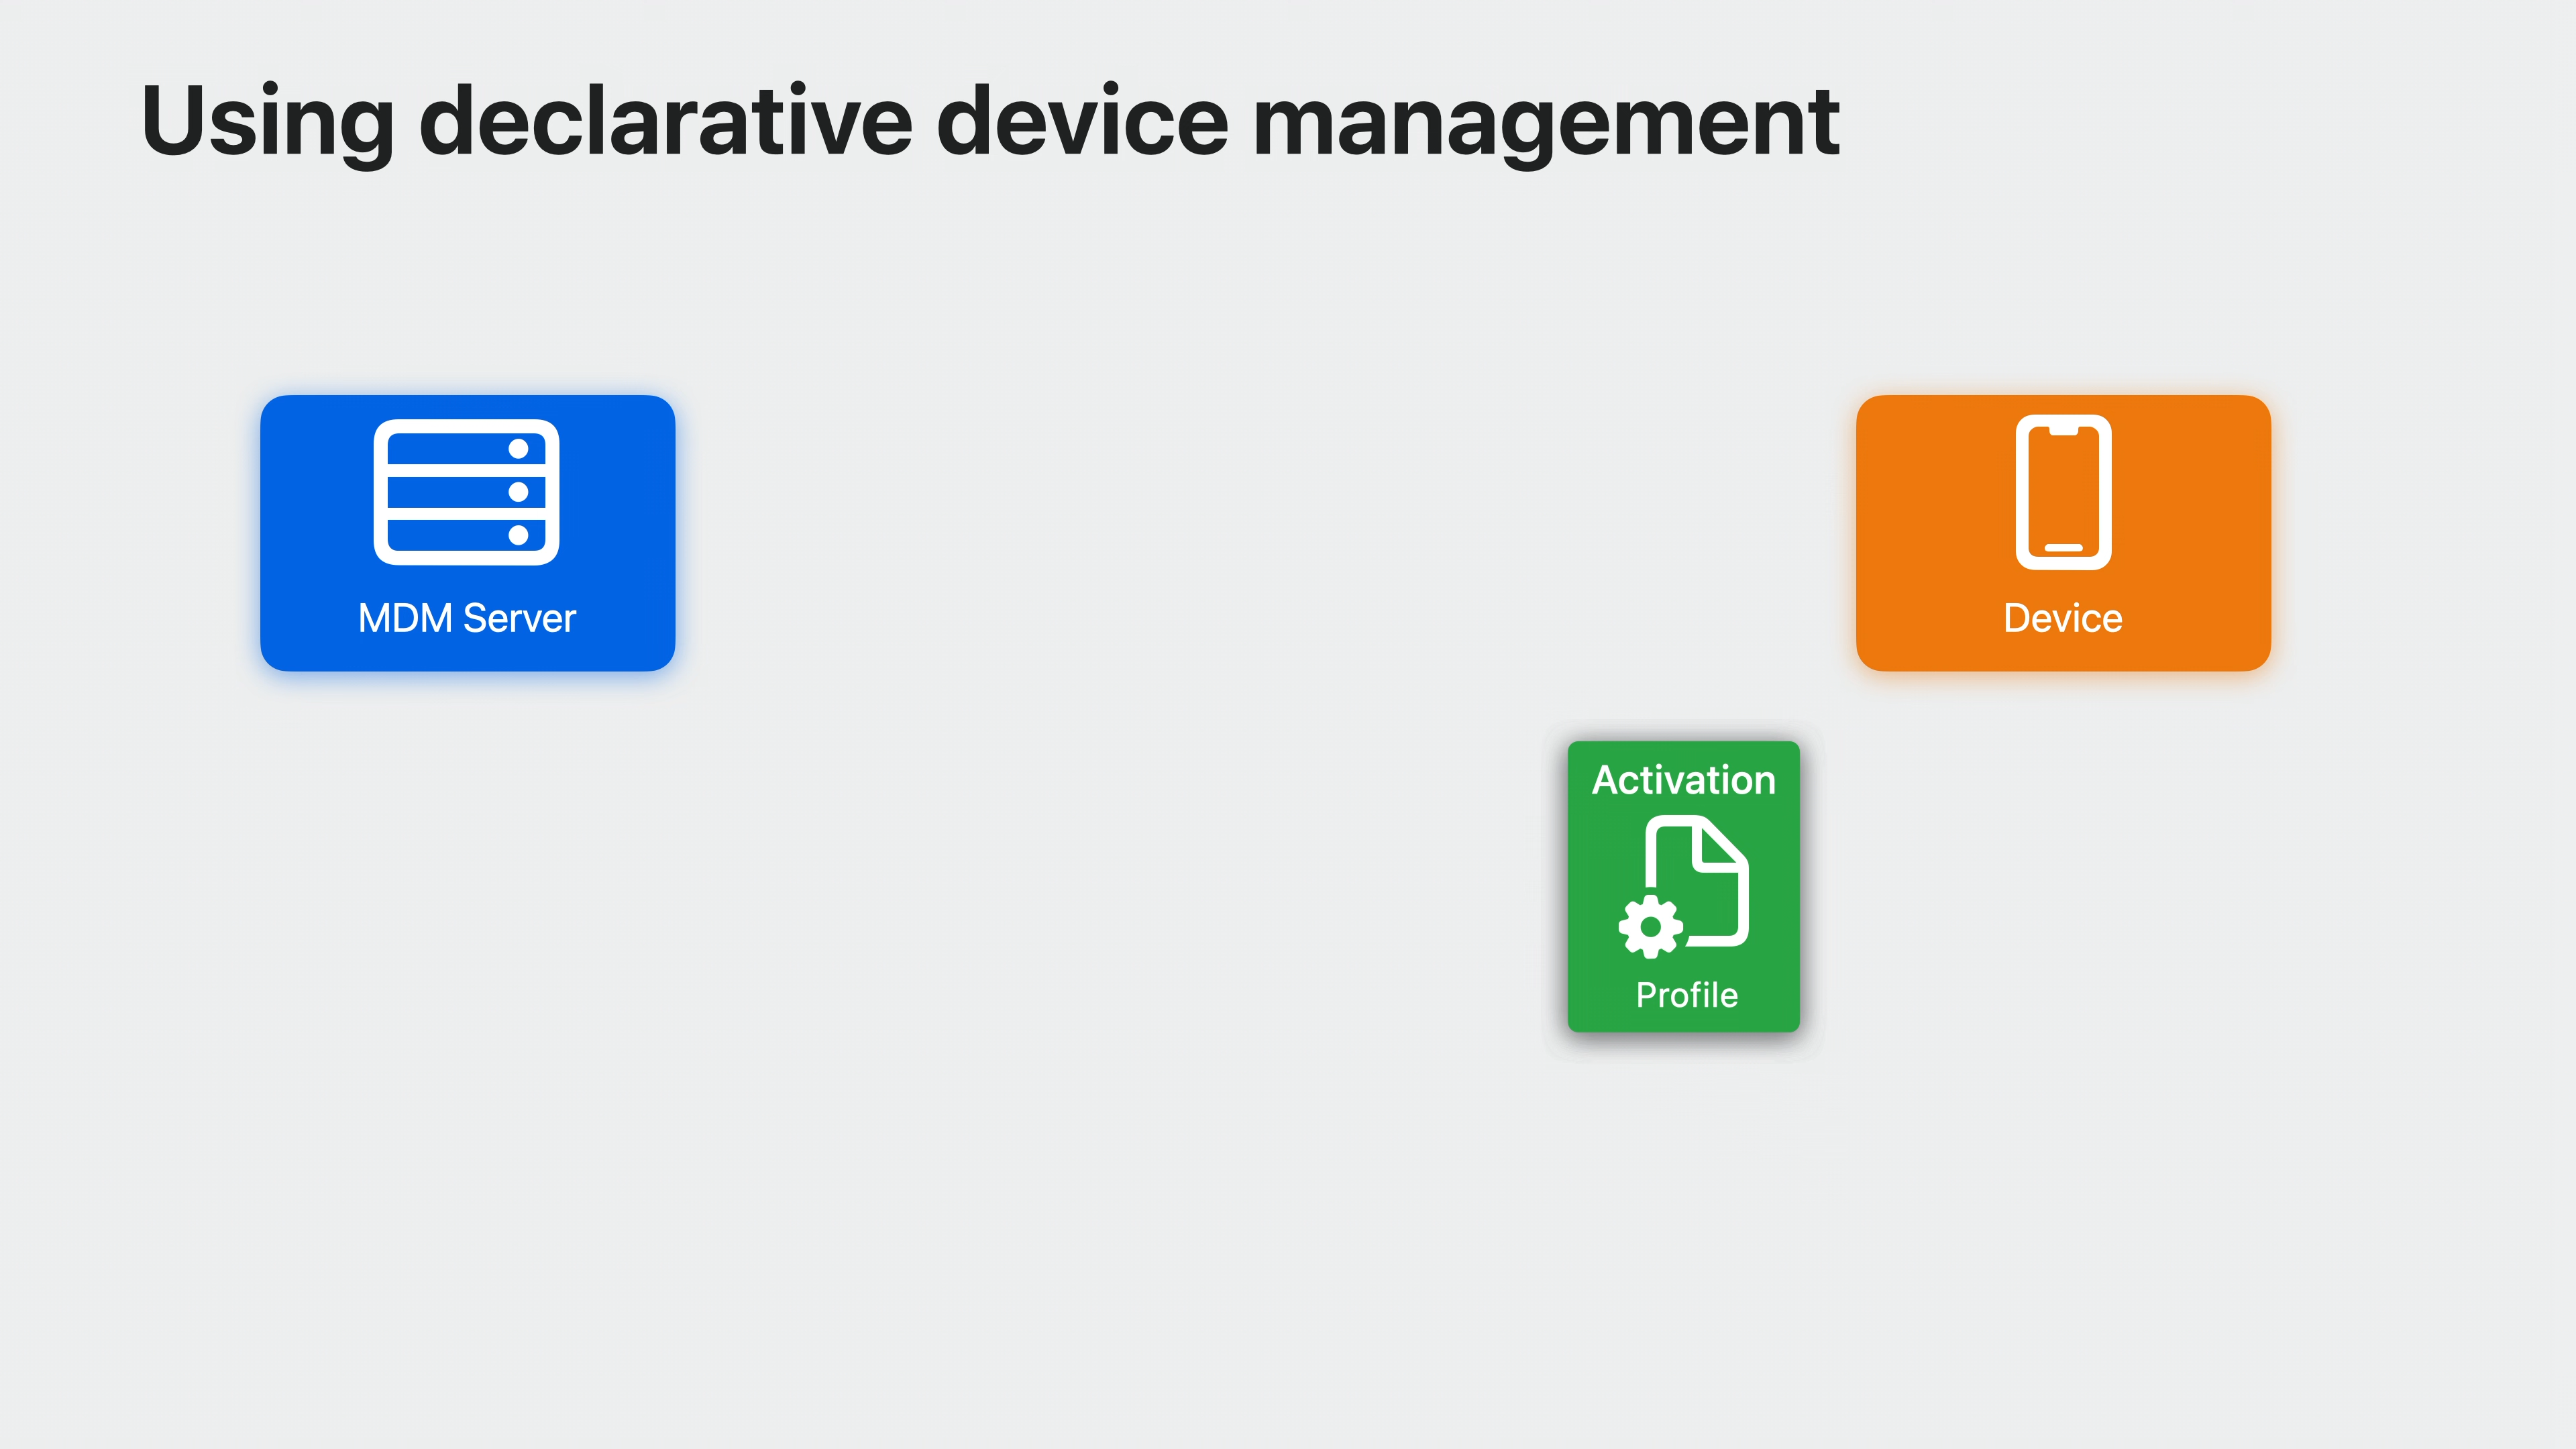 Using declarative device management
MDM Server
Device
Activation
Profile